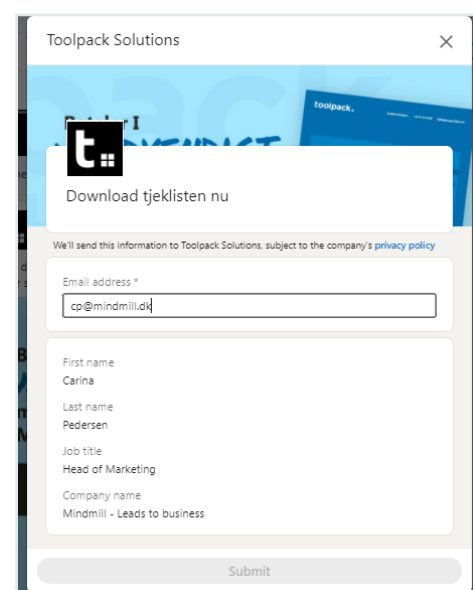 Toolpack Solutions
toolpack.
t
Download tjeklisten nu
We'll send this information to Toolpack Solutions, subject to the company's privacy policy
Email address *
cp@mindmill.dk
First name
Carina
Last name
Pedersen
Job title
Head of Marketing
Company name
Mindmill - Leads to business
Submit